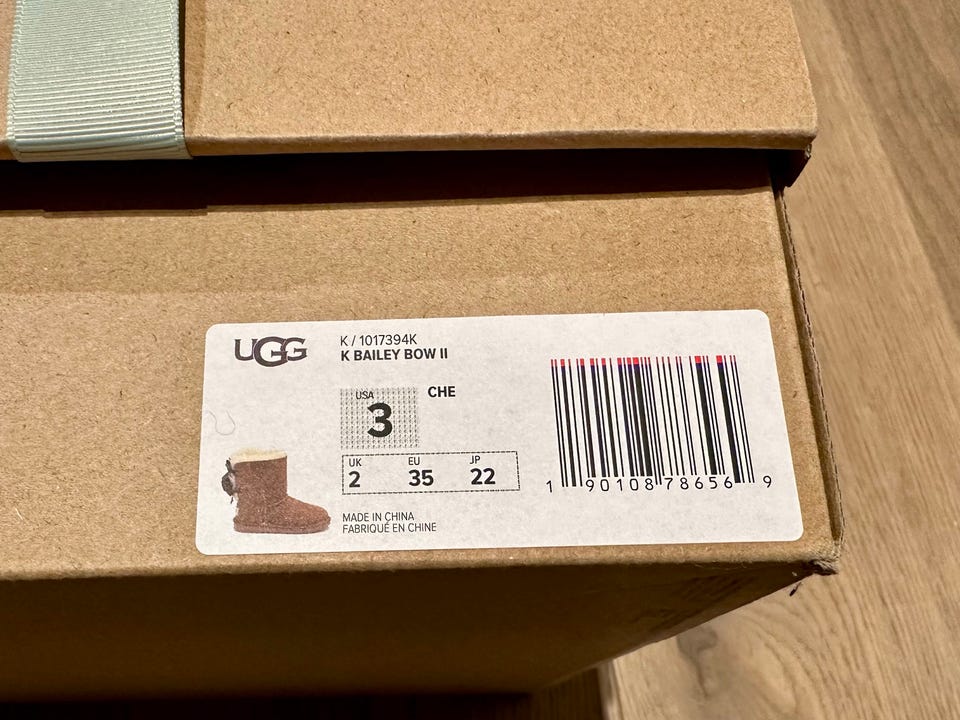 UGG
K / 1017394K
K BAILEY BOW II
USA
3
CHE
UK EU JP
2 35 22
MADE IN CHINA
FABRIQUÉ EN CHINE
1 90108 78656 9